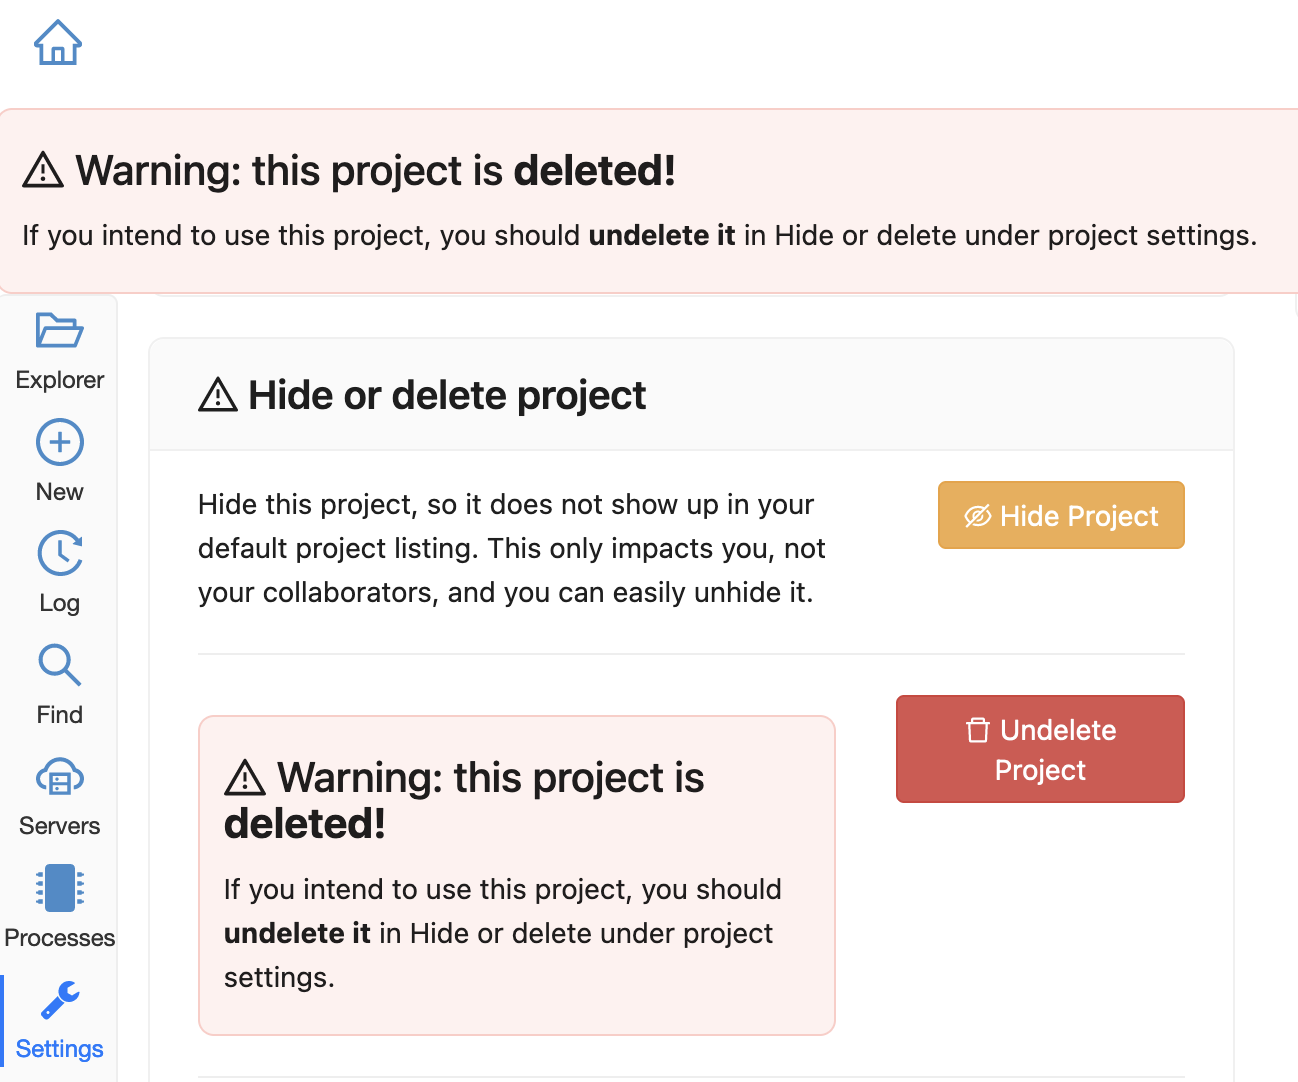 Warning: this project is deleted!
If you intend to use this project, you should undelete it in Hide or delete under project settings.
Explorer
New
Log
Find
Servers
Processes
Settings
Hide or delete project
Hide this project, so it does not show up in your
default project listing. This only impacts you, not
your collaborators, and you can easily unhide it.
Hide Project
Warning: this project is
deleted!
If you intend to use this project, you should
undelete it in Hide or delete under project
settings.
Undelete
Project